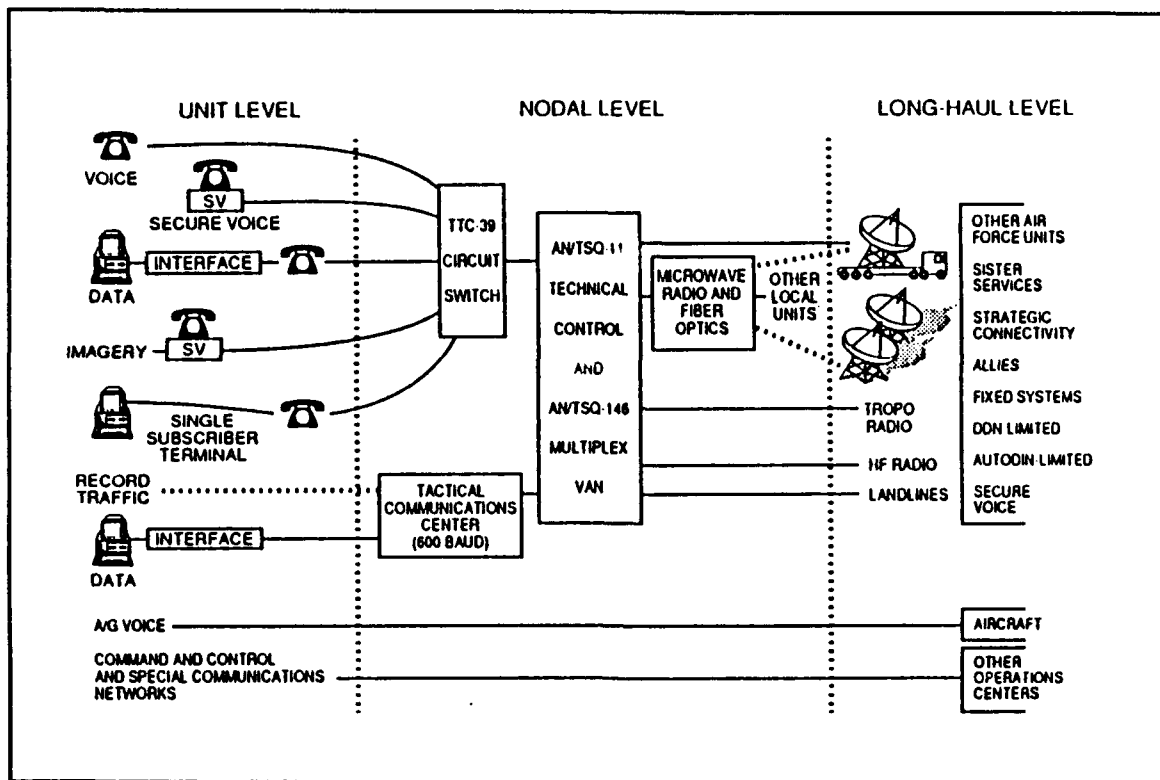 UNIT LEVEL
NODAL LEVEL
LONG-HAUL LEVEL
VOICE
SV
SECURE VOICE
INTERFACE
DATA
IMAGERY
SV
SINGLE
SUBSCRIBER
TERMINAL
RECORD
TRAFFIC
INTERFACE
DATA
TTC-39
CIRCUIT
SWITCH
TACTICAL
COMMUNICATIONS
CENTER
(600 BAUD)
AN/TSQ-11
TECHNICAL
CONTROL
AND
AN/TSQ-146
MULTIPLEX
VAN
MICROWAVE
RADIO AND
FIBER
OPTICS
OTHER
LOCAL
UNITS
TROPO
RADIO
HF RADIO
LANDLINES
OTHER AIR
FORCE UNITS
SISTER
SERVICES
STRATEGIC
CONNECTIVITY
ALLIES
FIXED SYSTEMS
DDN LIMITED
AUTODIN-LIMITED
SECURE
VOICE
A/G VOICE
AIRCRAFT
COMMAND AND CONTROL
AND SPECIAL COMMUNICATIONS
NETWORKS
OTHER
OPERATIONS
CENTERS